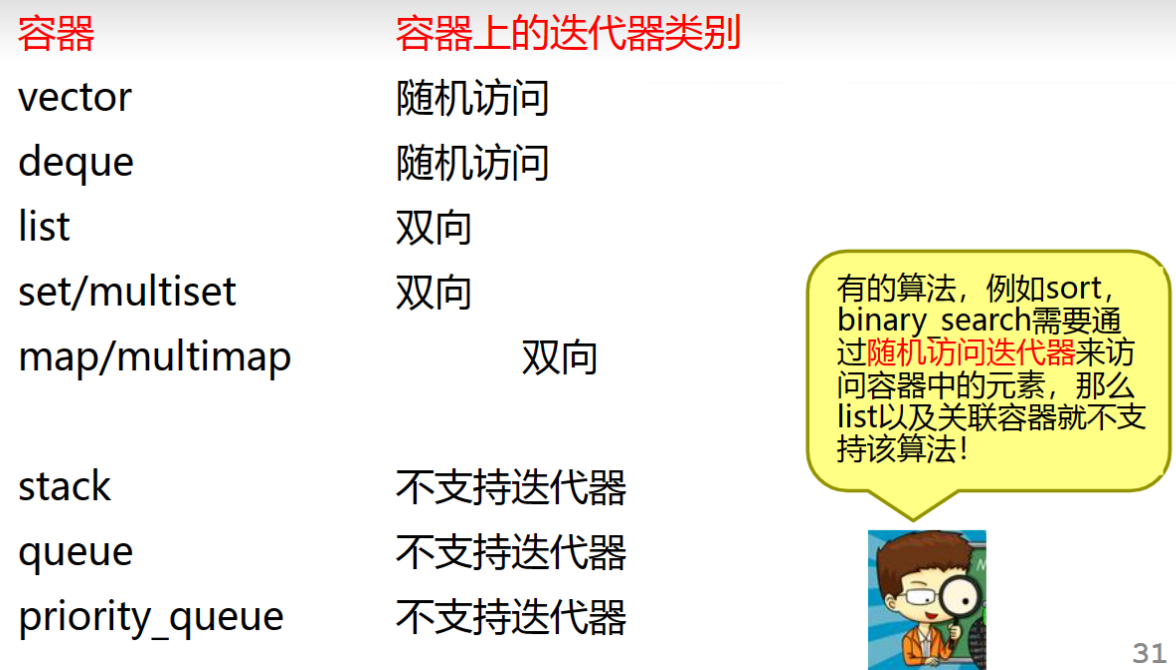 容器 容器上的迭代器类别
vector 随机访问
deque 随机访问
list 双向
set/multiset 双向
map/multimap 双向
stack 不支持迭代器
queue 不支持迭代器
priority_queue 不支持迭代器
有的算法，例如sort，
binary_search需要通
过随机访问迭代器来访
问容器中的元素，那么
list以及关联容器就不支
持该算法！
31